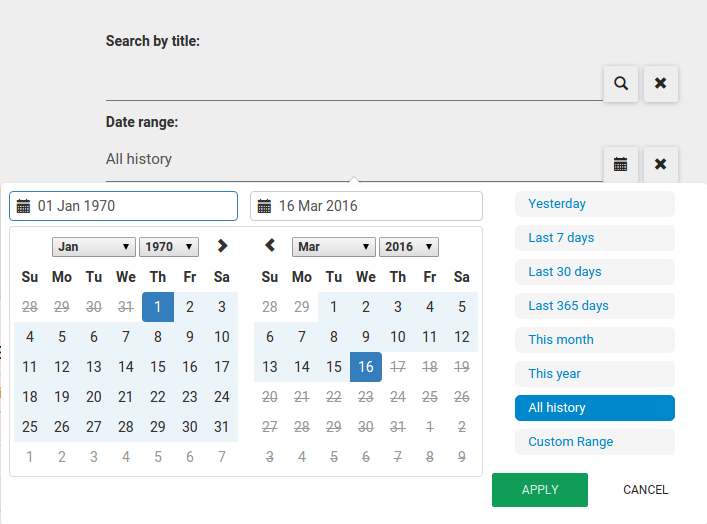 Search by title:
Date range:
All history
01 Jan 1970
16 Mar 2016
Jan 1970
Su Mo Tu We Th Fr Sa
28 29 30 31 1 2 3
4 5 6 7 8 9 10
11 12 13 14 15 16 17
18 19 20 21 22 23 24
25 26 27 28 29 30 31
1 2 3 4 5 6 7
Mar 2016
Su Mo Tu We Th Fr Sa
28 29 1 2 3 4 5
6 7 8 9 10 11 12
13 14 15 16 17 18 19
20 21 22 23 24 25 26
27 28 29 30 31 1 2
3 4 5 6 7 8 9
Yesterday
Last 7 days
Last 30 days
Last 365 days
This month
This year
All history
Custom Range
APPLY
CANCEL